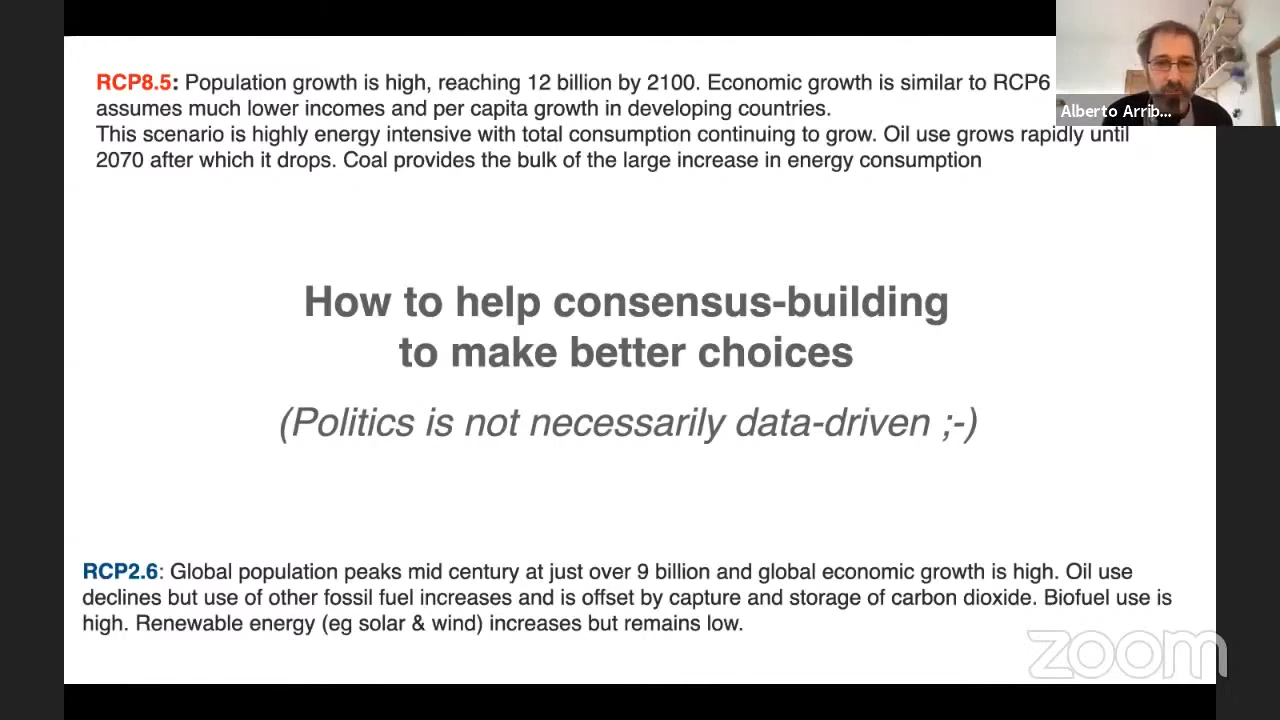 RCP8.5: Population growth is high, reaching 12 billion by 2100. Economic growth is similar to RCP6
assumes much lower incomes and per capita growth in developing countries.
This scenario is highly energy intensive with total consumption continuing to grow. Oil use grows rapidly until
2070 after which it drops. Coal provides the bulk of the large increase in energy consumption
Alberto Arrib...
How to help consensus-building
to make better choices
(Politics is not necessarily data-driven ;-)
RCP2.6: Global population peaks mid century at just over 9 billion and global economic growth is high. Oil use
declines but use of other fossil fuel increases and is offset by capture and storage of carbon dioxide. Biofuel use is
high. Renewable energy (eg solar & wind) increases but remains low.
zoom